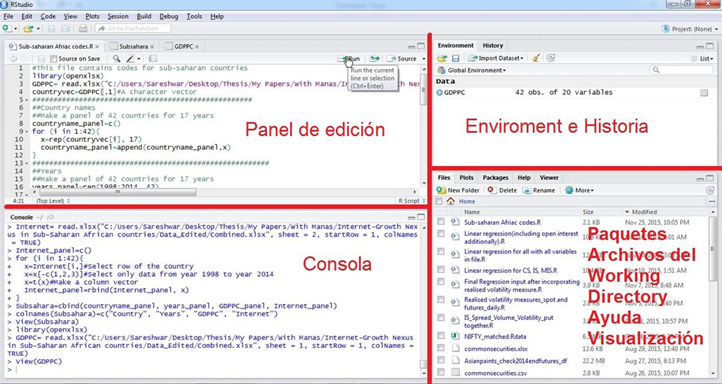 RStudio
File Edit Code View Plots Session Build Debug Tools Help
Go to file/function
Project: (None)
Sub-saharan Afriac codes.R
Subsahara
GDPPC
Source on Save
Run
Source
#This file contains codes for sub-saharan countries
library(openxlsx)
GDPPC= read.xlsx("C:/Users/Sareshwar/Desktop/Thesis/My Papers/With Manas/Internet-Growth Nex
countryvec=GDPPC[,1]#A character vector
##Country names
##Make a panel of 42 countries for 17 years
countryname_panel=c()
for (i in 1:42){
x=rep(countryvec[i], 17)
countryname_panel=append(countryname_panel,x)
}
##Years
##Make a panel of 42 countries for 17 years
years_panel=rep(1998:2014, 42)
Run the current
line or selection
(Ctrl+Enter)
Panel de edición
4:21
(Top Level)
R Script
Console ~/
> Internet= read.xlsx("C:/Users/Sareshwar/Desktop/Thesis/My Papers/With Manas/Internet-Growth Nex
us in Sub-Saharan African countries/Data_Edited/Combined.xlsx", sheet = 2, startRow = 1, colNames
= TRUE)
> Internet_panel=c()
> for (i in 1:42){
+ x=Internet[i,]#Select row of the country
+ x=x[-c(1,2,3)]#Select only data from year 1998 to year 2014
+ x=t(x)#Make a column vector
+ Internet_panel=cbind(Internet_panel, x)
+ }
> Subsahara=cbind(countryname_panel, years_panel, GDPPC_panel, Internet_panel)
> colnames(Subsahara)=c("Country", "Years", "GDPPC", "Internet")
> View(Subsahara)
> library(openxlsx)
> GDPPC= read.xlsx("C:/Users/Sareshwar/Desktop/Thesis/My Papers/With Manas/Internet-Growth Nexus
in Sub-Saharan African countries/Data_Edited/Combined.xlsx", sheet = 1, startRow = 1, colNames =
TRUE)
> View(GDPPC)
>
Consola
Environment History
Import Dataset
List
Global Environment
Data
GDPPC 42 obs. of 20 variables
Enviroment e Historia
Files Plots Packages Help Viewer
New Folder Delete Rename More
Home
Name Size Modified
Sub-Saharan Afriac codes.R 2.1 KB Nov 25, 2015, 10:05 PM
Linear regression(including open interest
additionally).R
Linear regression for all with all variables
in file.R
Linear regression for CS, IS, MIS.R
Final Regression input after incorporating
realised volatility measure.R
Realised volatility measures_spot and
futures_daily.R
IS_Spread_Volume_Volatility_put
together.R
NIFTY_matched.Rdata
commonsecurities.xlsx
Asianpaints_check2014endfutures_df 22.2 MB
commonsecurities.csv
Paquetes
Archivos del
Working
Directory
Ayuda
Visualización